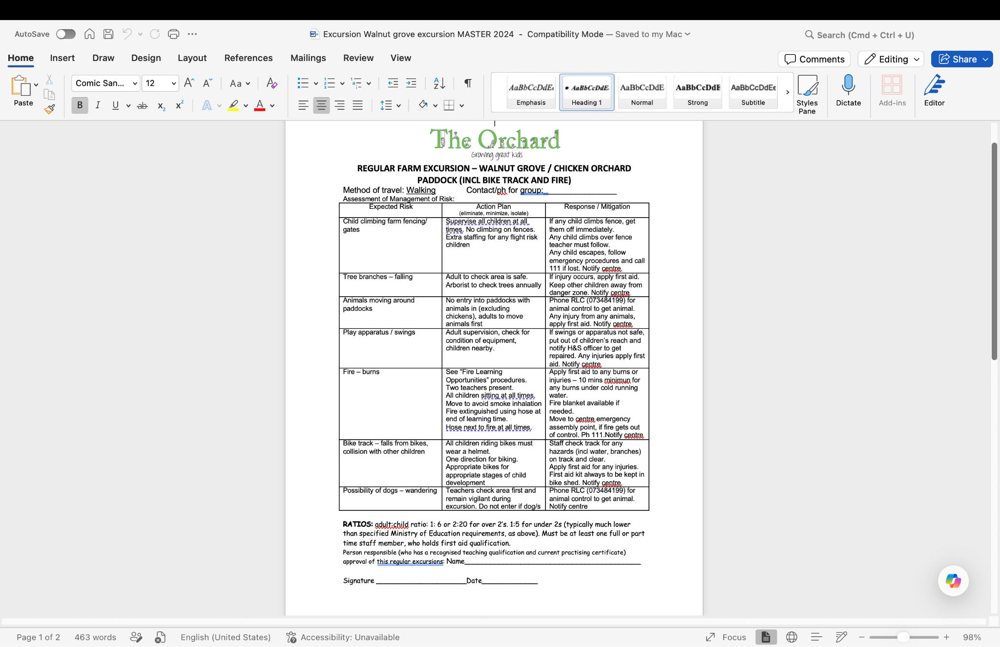 AutoSave
Excursion Walnut grove excursion MASTER 2024 - Compatibility Mode — Saved to my Mac
Search (Cmd + Ctrl + U)
Home Insert Draw Design Layout References Mailings Review View
Comments Editing Share
Paste
Comic San... 12 Aa
B I U ab x2 x2 A A
AaBbCcDdEe AaBbCcDdE AaBbCcDdE AaBbCcDdE AaBbCcDdEe
Emphasis Heading 1 Normal Strong Subtitle
Styles Pane
Dictate
Add-ins
Editor
The Orchard
Growing great kids
REGULAR FARM EXCURSION – WALNUT GROVE / CHICKEN ORCHARD
PADDOCK (INCL BIKE TRACK AND FIRE)
Method of travel: Walking Contact/ph for group:_______________
Assessment of Management of Risk:
Expected Risk
Action Plan
(eliminate, minimize, isolate)
Response / Mitigation
Child climbing farm fencing/
gates
Supervise all children at all
times. No climbing on fences.
Extra staffing for any flight risk
children
If any child climbs fence, get
them off immediately.
Any child climbs over fence
teacher must follow.
Any child escapes, follow
emergency procedures and call
111 if lost. Notify centre
Tree branches – falling
Adult to check area is safe.
Arborist to check trees annually
If injury occurs, apply first aid.
Keep other children away from
danger zone. Notify centre
Animals moving around
paddocks
No entry into paddocks with
animals in (excluding
chickens), adults to move
animals first
Phone RLC (073484199) for
animal control to get animal.
Any injury from any animals,
apply first aid. Notify centre
Play apparatus / swings
Adult supervision, check for
condition of equipment,
children nearby.
If swings or apparatus not safe,
put out of children's reach and
notify H&S officer to get
repaired. Any injuries apply first
aid. Notify centre
Fire – burns
See “Fire Learning
Opportunities” procedures.
Two teachers present.
All children sitting at all times.
Move to avoid smoke inhalation
Fire extinguished using hose at
end of learning time.
Hose next to fire at all times.
Apply first aid to any burns or
injuries – 10 mins minimun for
any burns under cold running
water.
Fire blanket available if
needed.
Move to centre emergency
assembly point, if fire gets out
of control. Ph 111.Notify centre
Bike track – falls from bikes,
collision with other children
All children riding bikes must
wear a helmet.
One direction for biking.
Appropriate bikes for
appropriate stages of child
development
Staff check track for any
hazards (incl water, branches)
on track and clear.
Apply first aid for any injuries.
First aid kit always to be kept in
bike shed. Notify centre
Possibility of dogs – wandering
Teachers check area first and
remain vigilant during
excursion. Do not enter if dog/s
Phone RLC (073484199) for
animal control to get animal.
Notify centre
RATIOS: adult:child ratio: 1: 6 or 2:20 for over 2's. 1:5 for under 2s (typically much lower
than specified Ministry of Education requirements, as above). Must be at least one full or part
time staff member, who holds first aid qualification.
Person responsible (who has a recognised teaching qualification and current practising certificate)
approval of this regular excursions: Name_______________________________________
Signature ____________________Date____________
Page 1 of 2 463 words English (United States) Accessibility: Unavailable Focus 98%